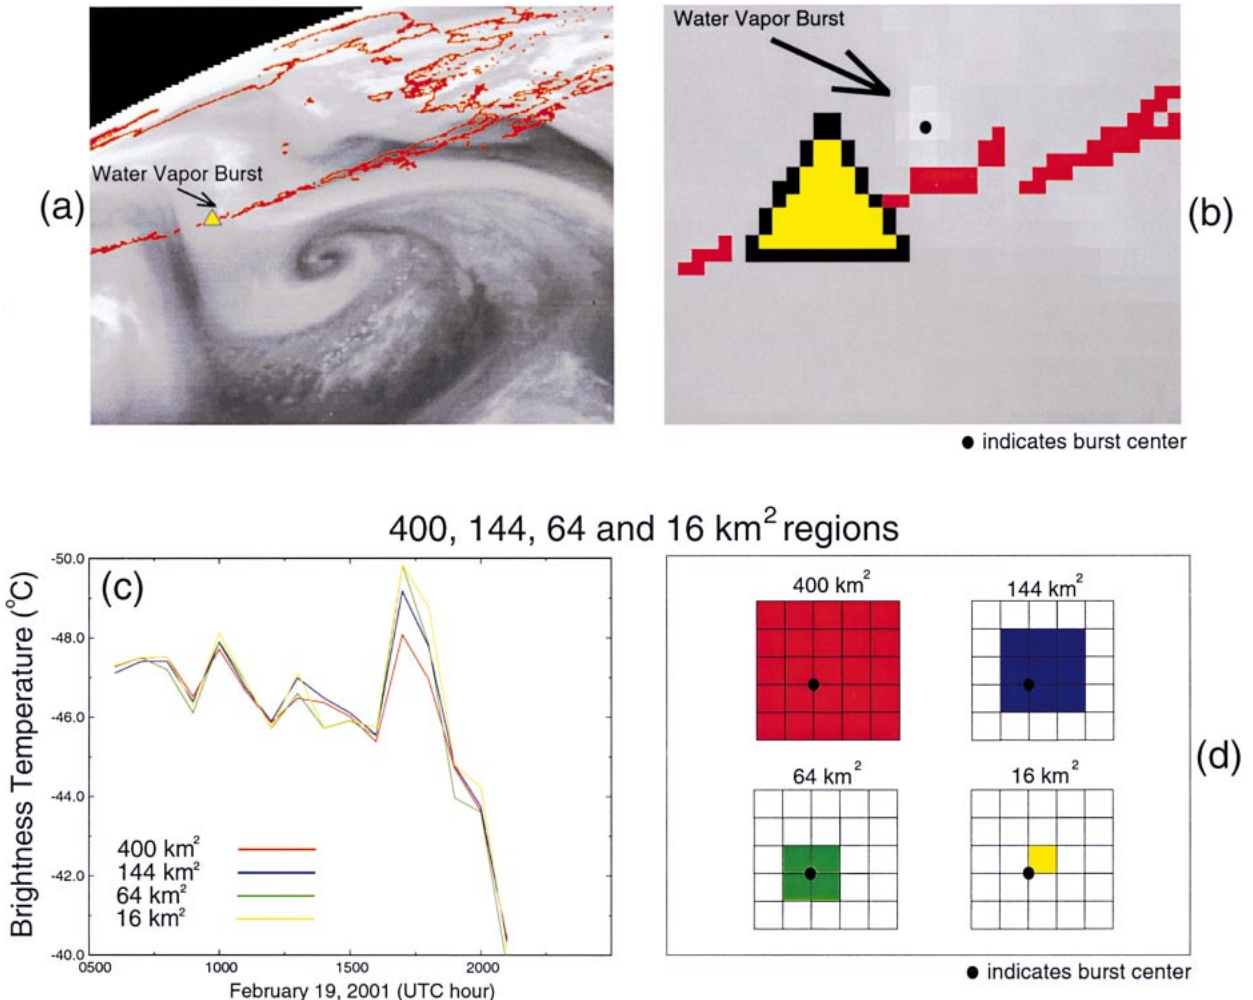 Water Vapor Burst
(a)
Water Vapor Burst
(b)
● indicates burst center
400, 144, 64 and 16 km² regions
(c)
Brightness Temperature (°C)
-50.0
-48.0
-46.0
-44.0
-42.0
-40.0
400 km²
144 km²
64 km²
16 km²
0500
1000
1500
2000
February 19, 2001 (UTC hour)
400 km²
144 km²
64 km²
16 km²
(d)
● indicates burst center